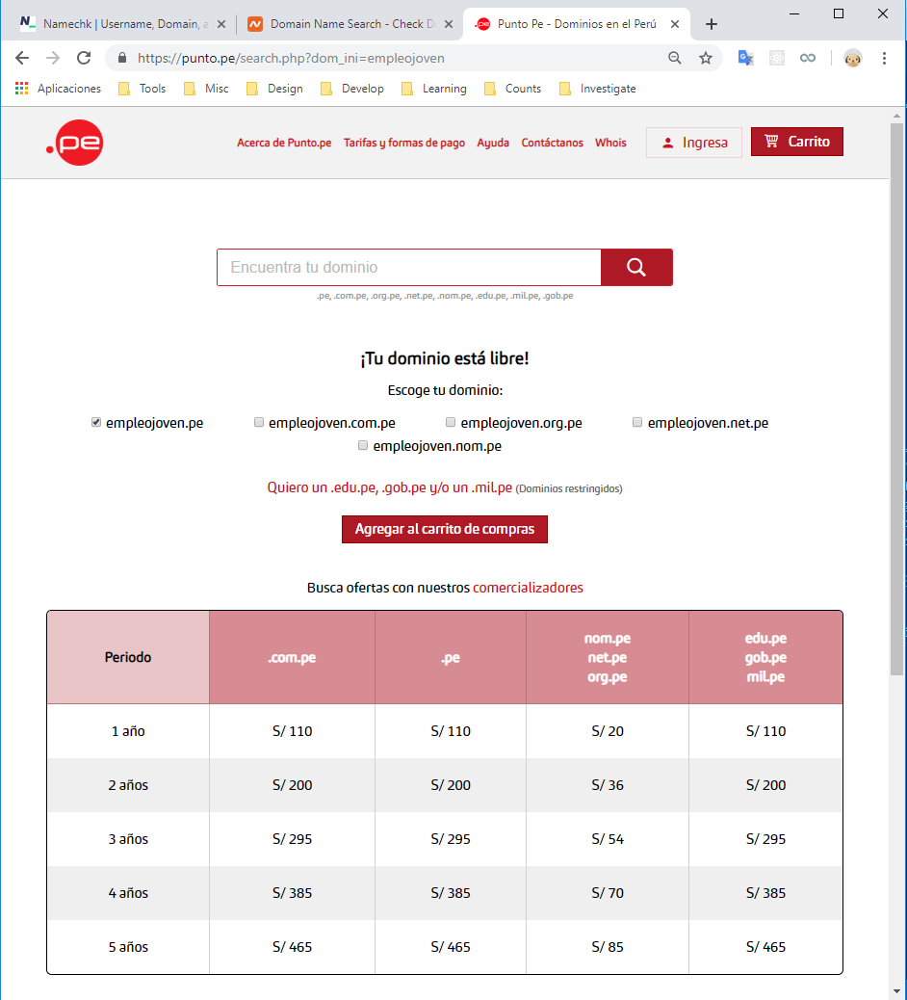 Namechk | Username, Domain, a
Domain Name Search - Check D
Punto Pe - Dominios en el Perú
https://punto.pe/search.php?dom_ini=empleojoven
Aplicaciones Tools Misc Design Develop Learning Counts Investigate
.pe Acerca de Punto.pe Tarifas y formas de pago Ayuda Contáctanos Whois Ingresa Carrito
Encuentra tu dominio
.pe, .com.pe, .org.pe, .net.pe, .nom.pe, .edu.pe, .mil.pe, .gob.pe
¡Tu dominio está libre!
Escoge tu dominio:
empleojoven.pe empleojoven.com.pe empleojoven.org.pe empleojoven.net.pe
empleojoven.nom.pe
Quiero un .edu.pe, .gob.pe y/o un .mil.pe (Dominios restringidos)
Agregar al carrito de compras
Busca ofertas con nuestros comercializadores
Periodo .com.pe .pe nom.pe net.pe org.pe edu.pe gob.pe mil.pe
1 año S/ 110 S/ 110 S/ 20 S/ 110
2 años S/ 200 S/ 200 S/ 36 S/ 200
3 años S/ 295 S/ 295 S/ 54 S/ 295
4 años S/ 385 S/ 385 S/ 70 S/ 385
5 años S/ 465 S/ 465 S/ 85 S/ 465